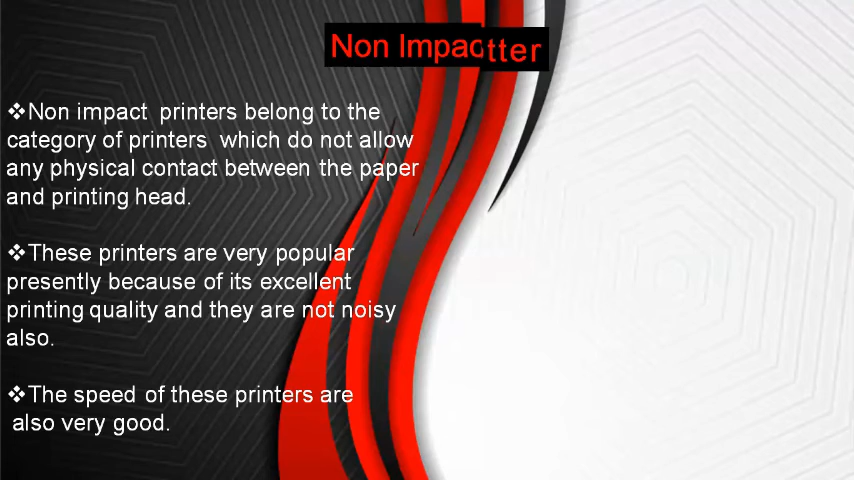 Non Impactter
❖Non impact printers belong to the
category of printers which do not allow
any physical contact between the paper
and printing head.
❖These printers are very popular
presently because of its excellent
printing quality and they are not noisy
also.
❖The speed of these printers are
also very good.